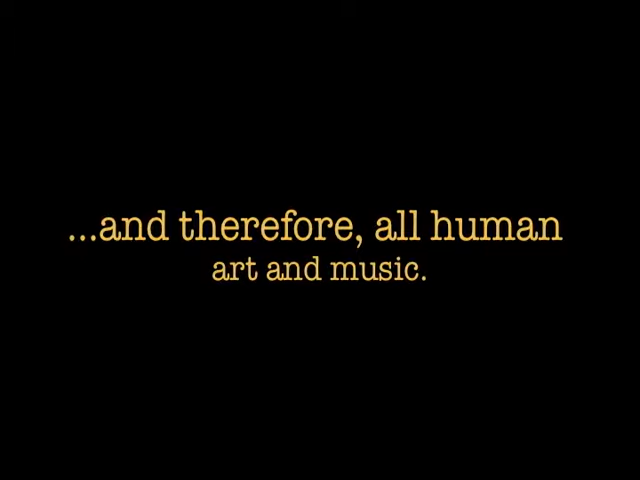 ...and therefore, all human
art and music.